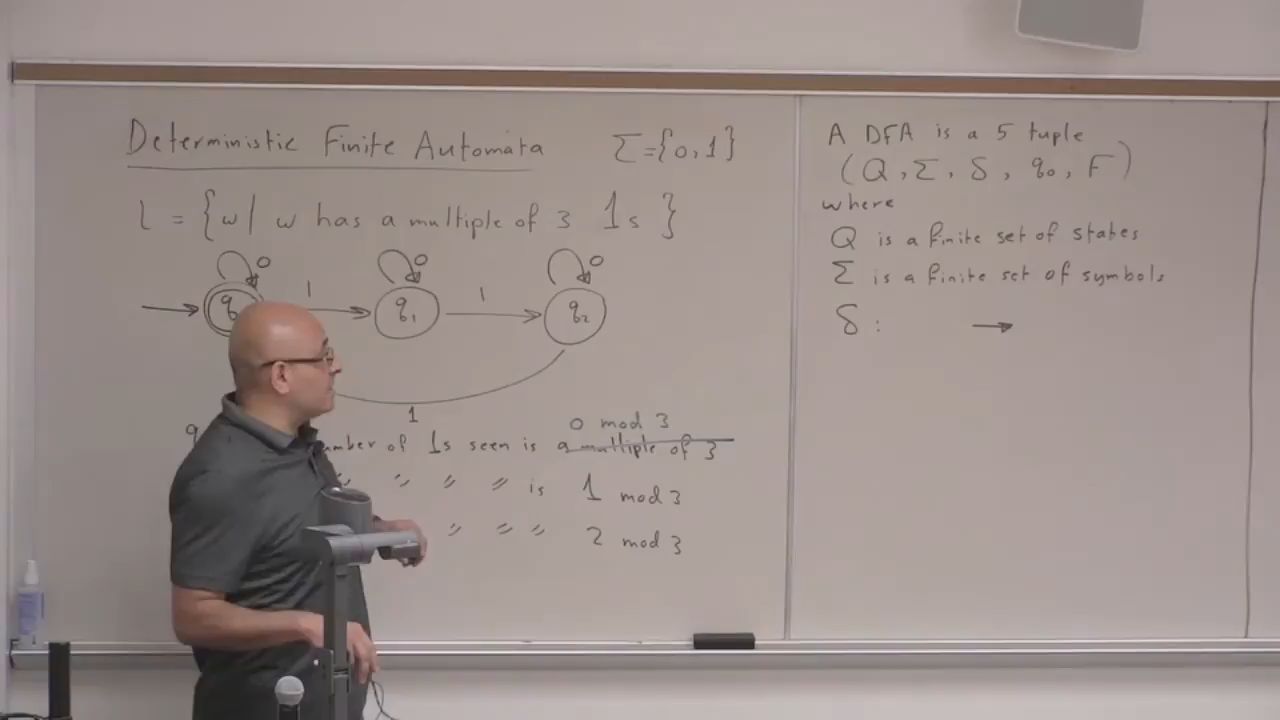 Deterministic Finite Automata Σ={0,1}
L = {w| w has a multiple of 3 1s }
0 0 0
1 1
q q₁ q₂
1
0 mod 3
q mber of 1s seen is a multiple of 3
〃 〃 〃 〃 is 1 mod 3
〃 〃 〃 2 mod 3
A DFA is a 5 tuple
(Q, Σ, δ, q₀, F)
where
Q is a finite set of states
Σ is a finite set of symbols
δ : →